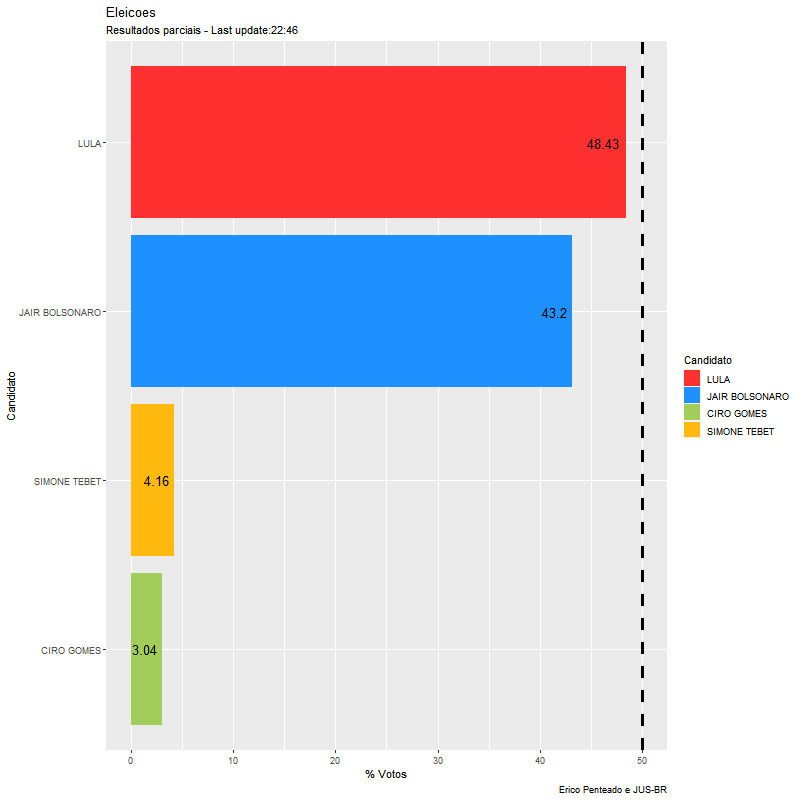 Eleicoes
Resultados parciais - Last update:22:46
LULA
48.43
JAIR BOLSONARO
43.2
SIMONE TEBET
4.16
CIRO GOMES
3.04
Candidato
0 10 20 30 40 50
% Votos
Candidato
LULA
JAIR BOLSONARO
CIRO GOMES
SIMONE TEBET
Erico Penteado e JUS-BR